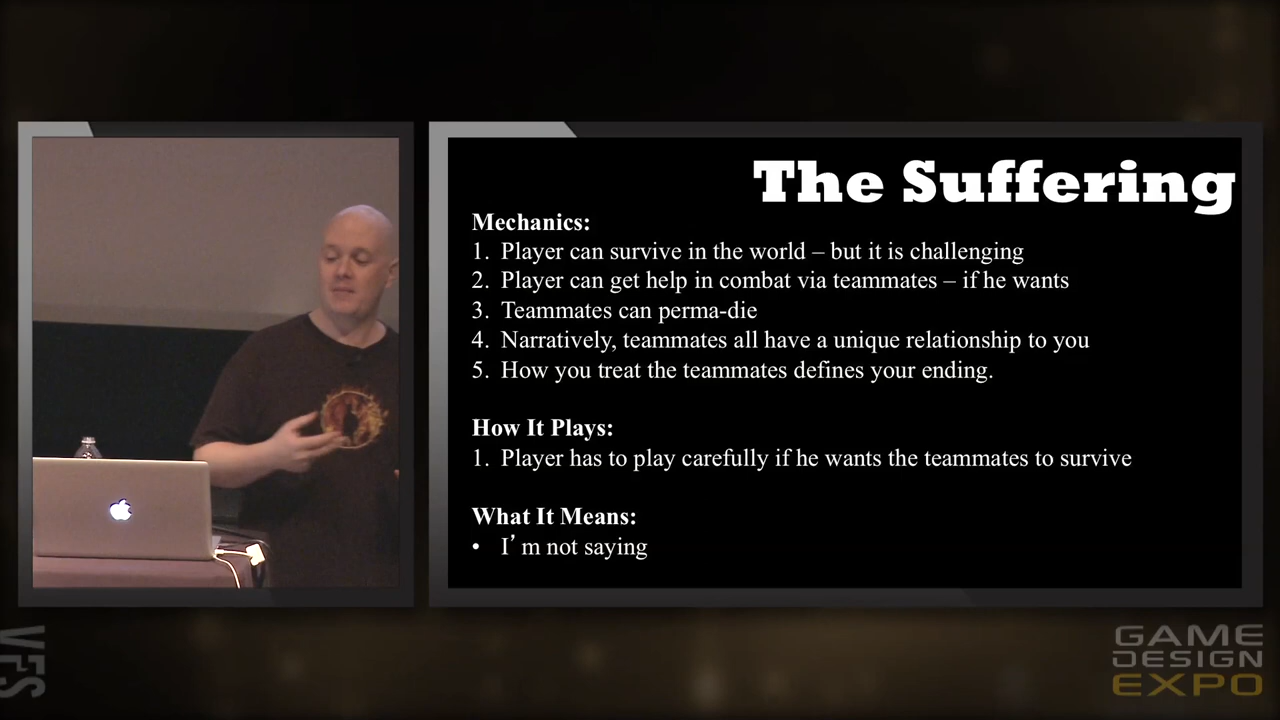 The Suffering
Mechanics:
1. Player can survive in the world – but it is challenging
2. Player can get help in combat via teammates – if he wants
3. Teammates can perma-die
4. Narratively, teammates all have a unique relationship to you
5. How you treat the teammates defines your ending.
How It Plays:
1. Player has to play carefully if he wants the teammates to survive
What It Means:
• I’m not saying
VFS
GAME
DESIGN
EXPO